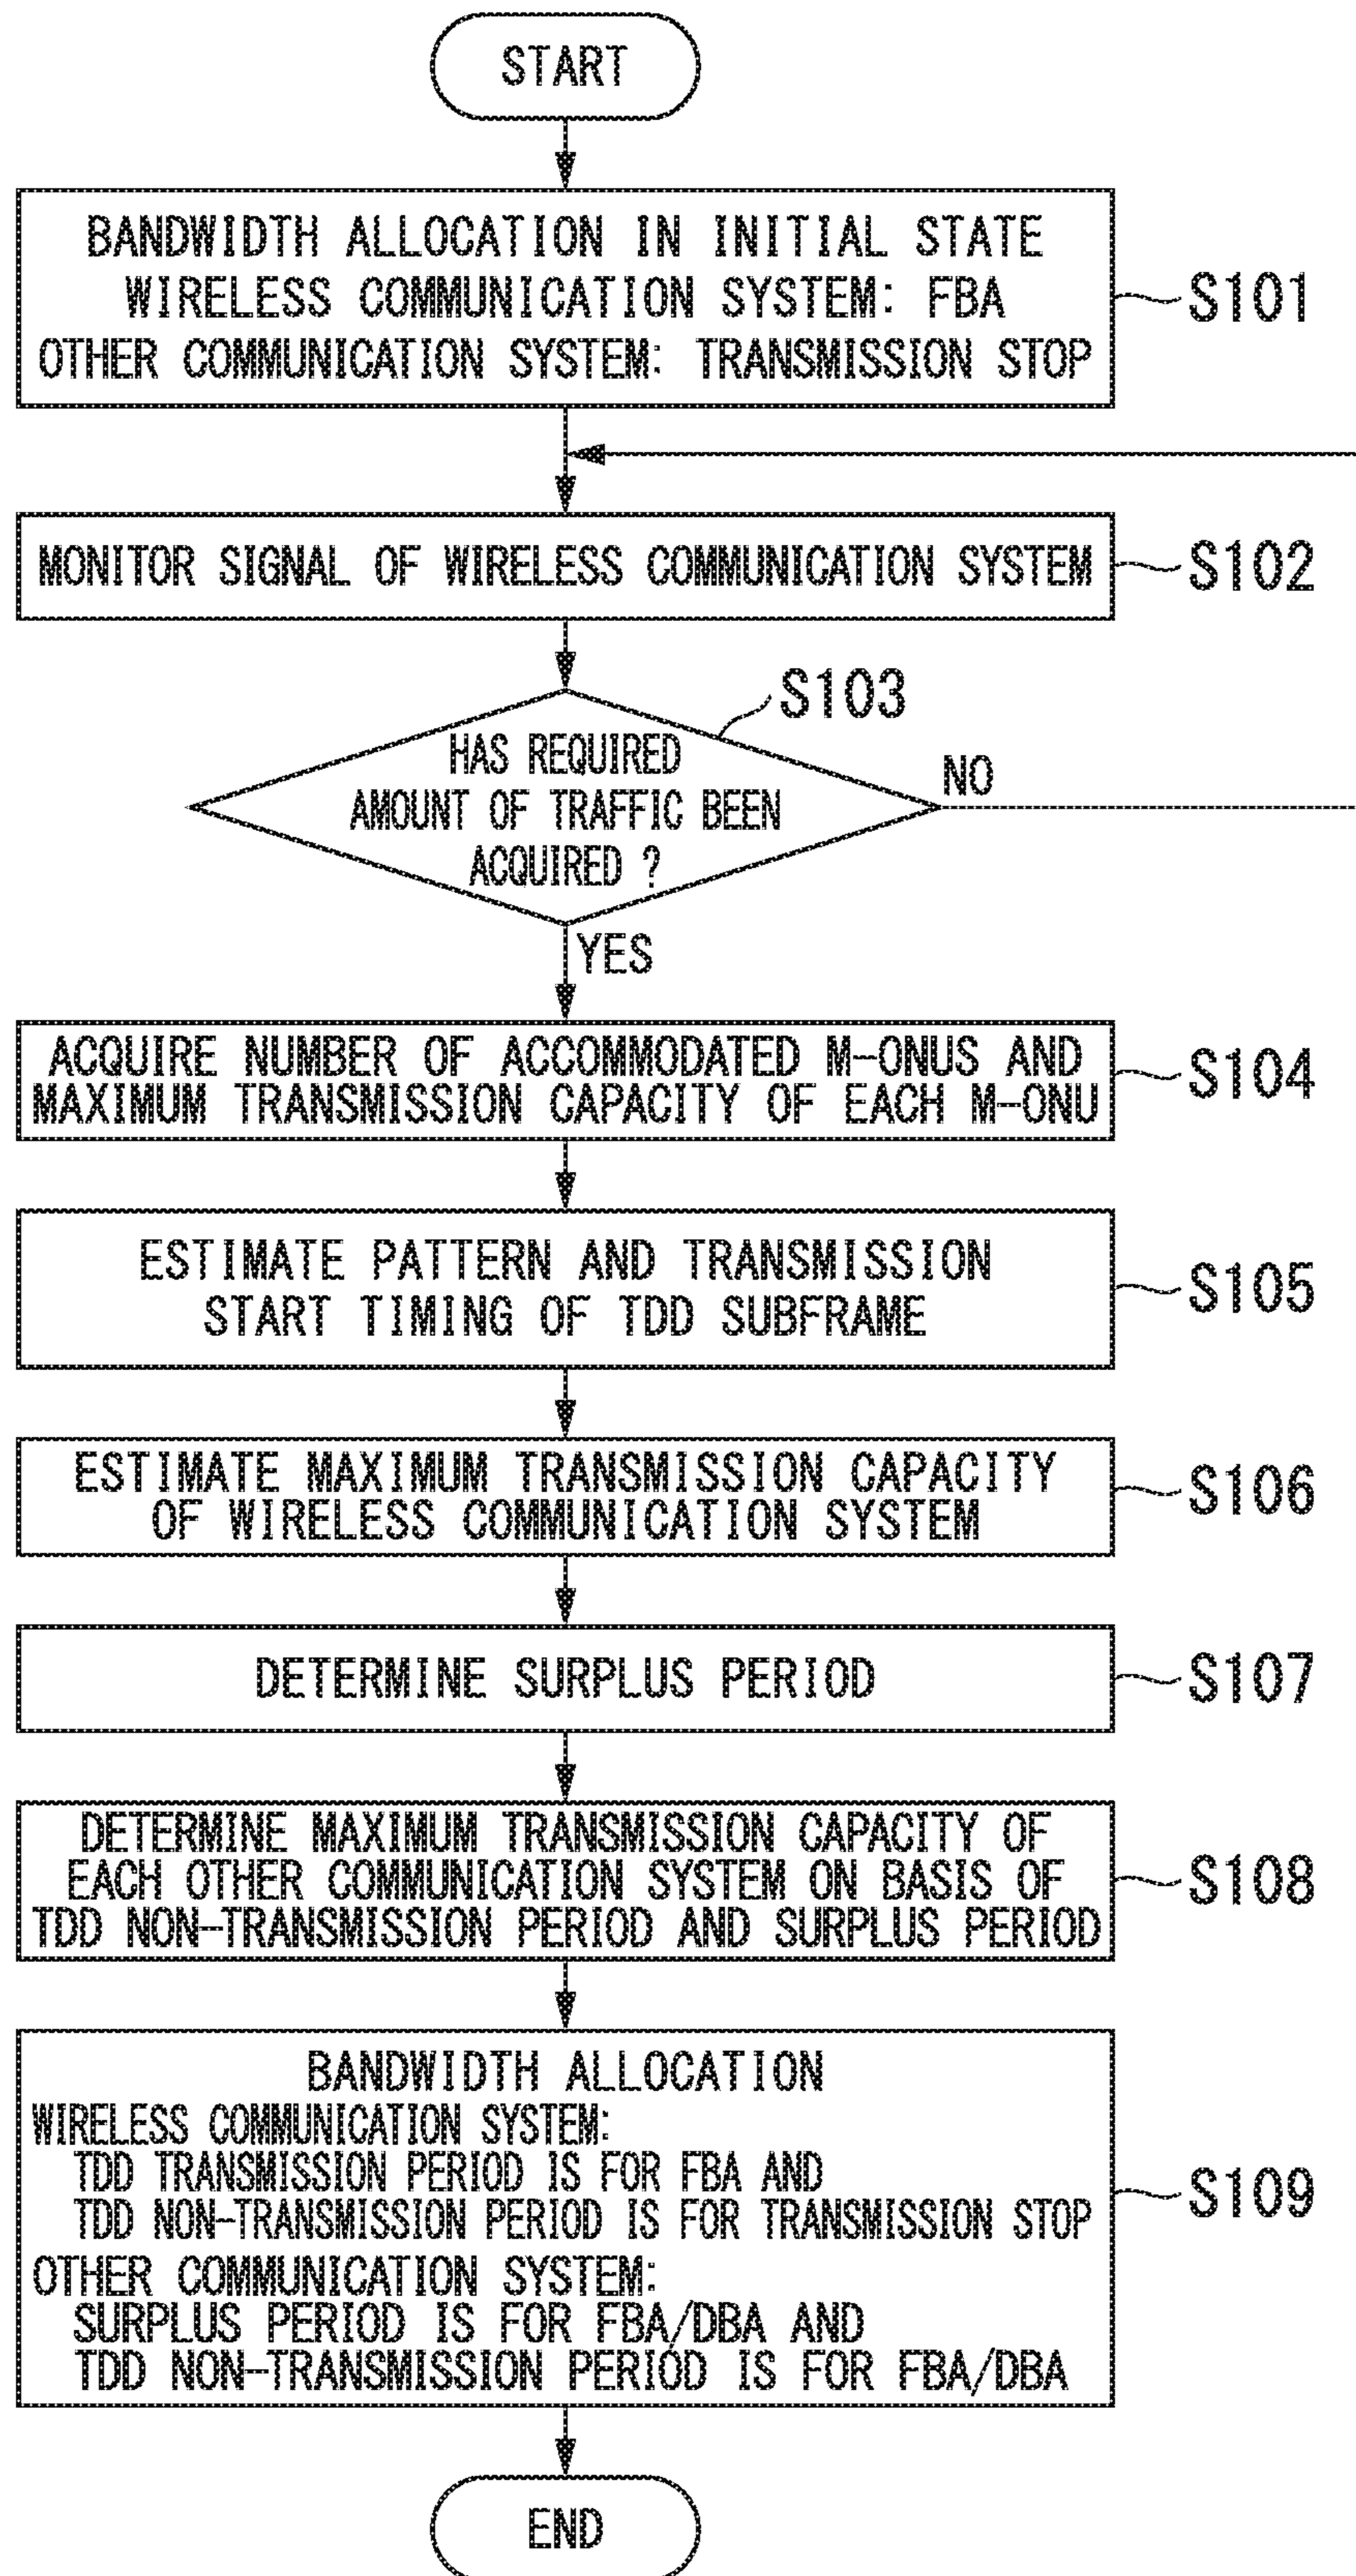 START
BANDWIDTH ALLOCATION IN INITIAL STATE
WIRELESS COMMUNICATION SYSTEM: FBA
OTHER COMMUNICATION SYSTEM: TRANSMISSION STOP
S101
MONITOR SIGNAL OF WIRELESS COMMUNICATION SYSTEM
S102
S103
HAS REQUIRED
AMOUNT OF TRAFFIC BEEN
ACQUIRED ?
NO
YES
ACQUIRE NUMBER OF ACCOMMODATED M-ONUS AND
MAXIMUM TRANSMISSION CAPACITY OF EACH M-ONU
S104
ESTIMATE PATTERN AND TRANSMISSION
START TIMING OF TDD SUBFRAME
S105
ESTIMATE MAXIMUM TRANSMISSION CAPACITY
OF WIRELESS COMMUNICATION SYSTEM
S106
DETERMINE SURPLUS PERIOD
S107
DETERMINE MAXIMUM TRANSMISSION CAPACITY OF
EACH OTHER COMMUNICATION SYSTEM ON BASIS OF
TDD NON-TRANSMISSION PERIOD AND SURPLUS PERIOD
S108
BANDWIDTH ALLOCATION
WIRELESS COMMUNICATION SYSTEM:
TDD TRANSMISSION PERIOD IS FOR FBA AND
TDD NON-TRANSMISSION PERIOD IS FOR TRANSMISSION STOP
OTHER COMMUNICATION SYSTEM:
SURPLUS PERIOD IS FOR FBA/DBA AND
TDD NON-TRANSMISSION PERIOD IS FOR FBA/DBA
S109
END